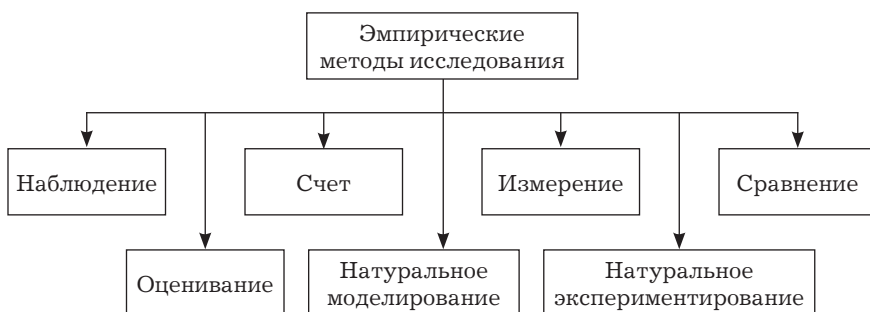 Эмпирические
методы исследования
Наблюдение
Счет
Измерение
Сравнение
Оценивание
Натуральное
моделирование
Натуральное
экспериментирование